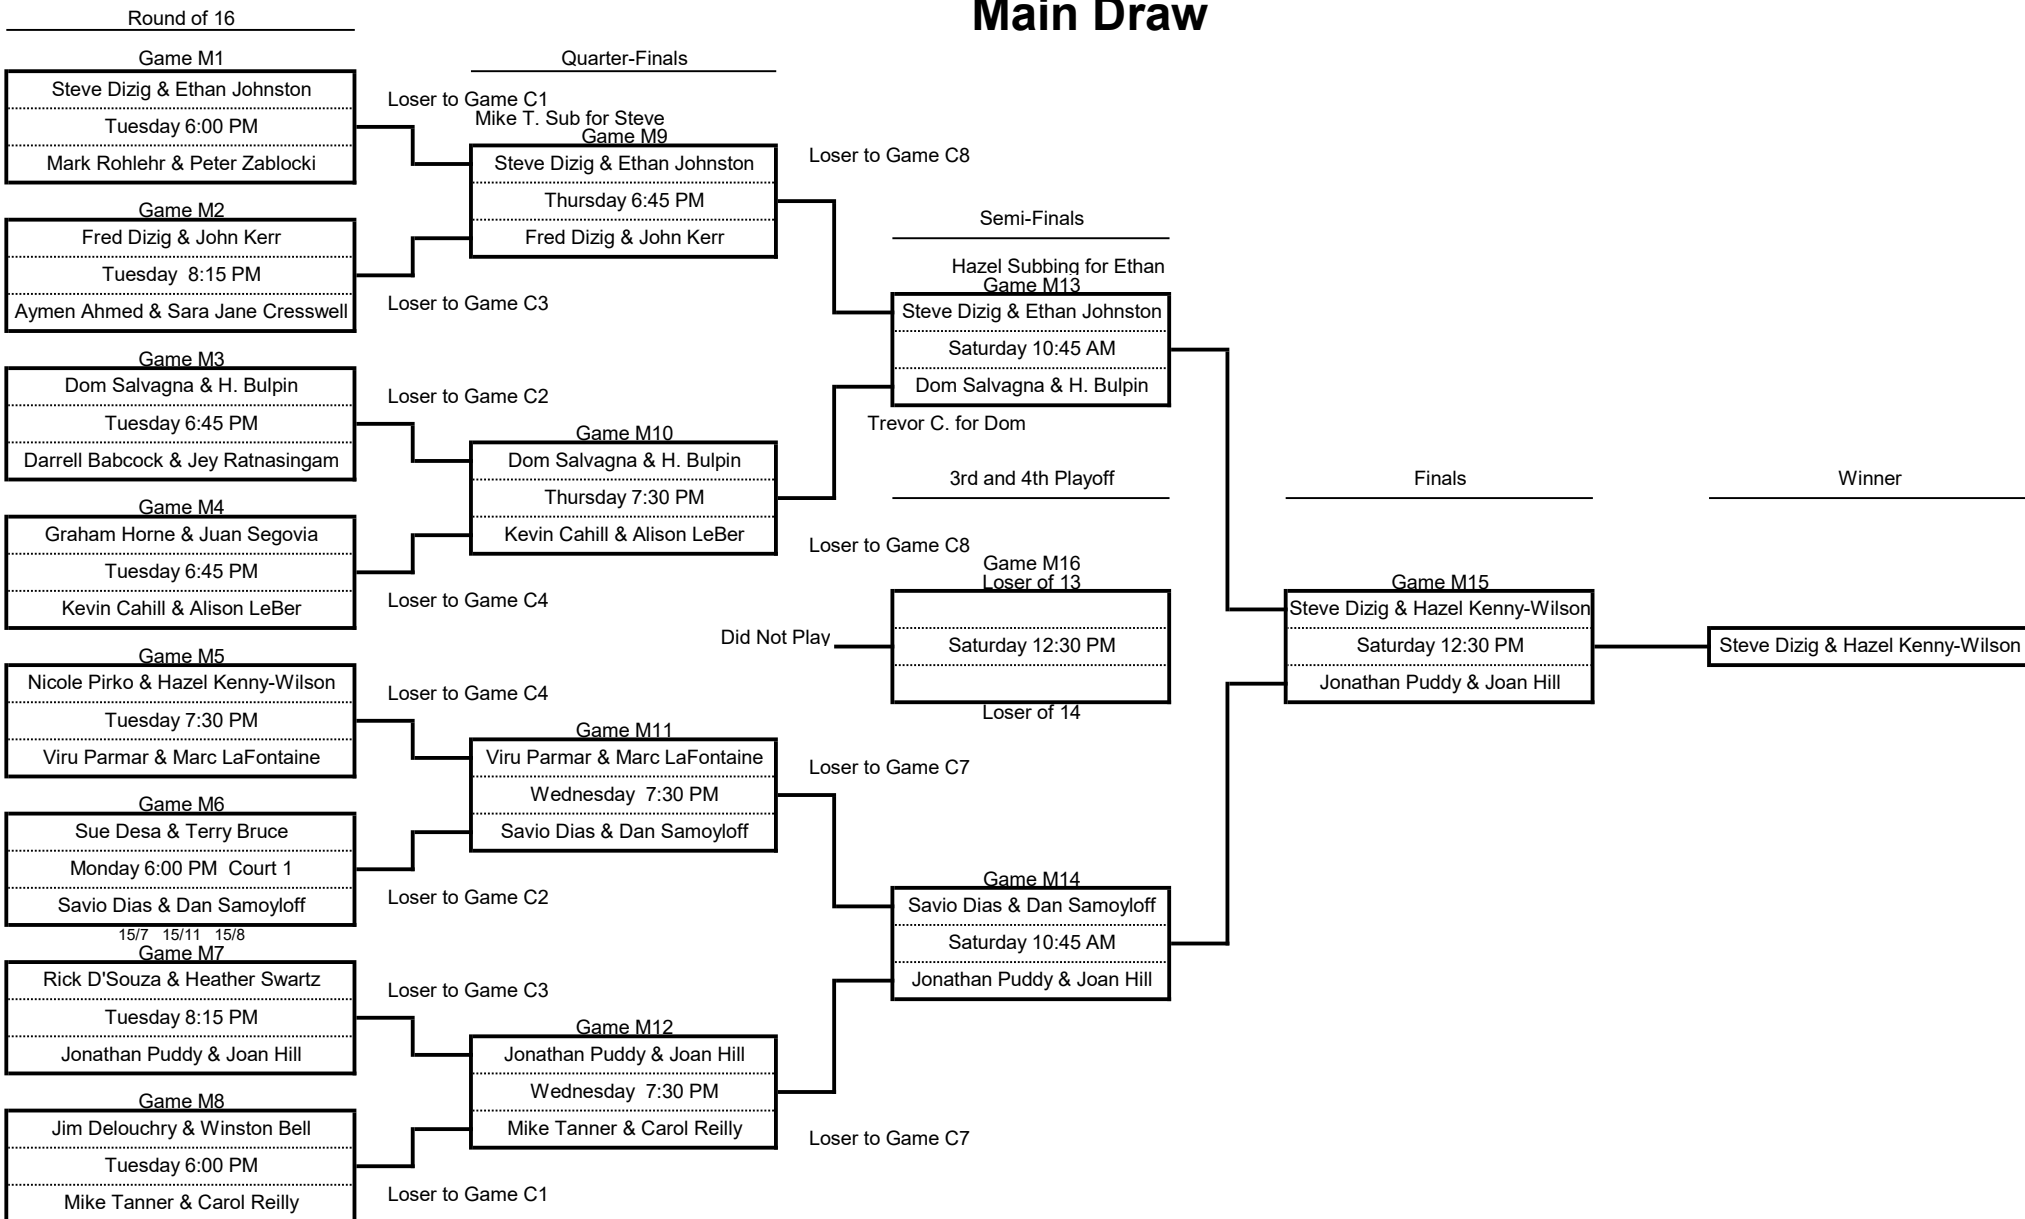 Main Draw
Round of 16
Game M1
Steve Dizig & Ethan Johnston
Tuesday 6:00 PM
Mark Rohlehr & Peter Zablocki
Loser to Game C1
Game M2
Fred Dizig & John Kerr
Tuesday  8:15 PM
Aymen Ahmed & Sara Jane Cresswell
Loser to Game C3
Game M3
Dom Salvagna & H. Bulpin
Tuesday 6:45 PM
Darrell Babcock & Jey Ratnasingam
Loser to Game C2
Game M4
Graham Horne & Juan Segovia
Tuesday 6:45 PM
Kevin Cahill & Alison LeBer
Loser to Game C4
Game M5
Nicole Pirko & Hazel Kenny-Wilson
Tuesday 7:30 PM
Viru Parmar & Marc LaFontaine
Loser to Game C4
Game M6
Sue Desa & Terry Bruce
Monday 6:00 PM  Court 1
Savio Dias & Dan Samoyloff
15/7   15/11   15/8
Loser to Game C2
Game M7
Rick D'Souza & Heather Swartz
Tuesday 8:15 PM
Jonathan Puddy & Joan Hill
Loser to Game C3
Game M8
Jim Delouchry & Winston Bell
Tuesday 6:00 PM
Mike Tanner & Carol Reilly
Loser to Game C1
Quarter-Finals
Mike T. Sub for Steve
Game M9
Steve Dizig & Ethan Johnston
Thursday 6:45 PM
Fred Dizig & John Kerr
Loser to Game C8
Game M10
Dom Salvagna & H. Bulpin
Thursday 7:30 PM
Kevin Cahill & Alison LeBer
Loser to Game C8
Game M11
Viru Parmar & Marc LaFontaine
Wednesday  7:30 PM
Savio Dias & Dan Samoyloff
Loser to Game C7
Game M12
Jonathan Puddy & Joan Hill
Wednesday  7:30 PM
Mike Tanner & Carol Reilly
Loser to Game C7
Semi-Finals
Hazel Subbing for Ethan
Game M13
Steve Dizig & Ethan Johnston
Saturday 10:45 AM
Dom Salvagna & H. Bulpin
Trevor C. for Dom
3rd and 4th Playoff
Game M16
Loser of 13
Did Not Play
Saturday 12:30 PM
Loser of 14
Game M14
Savio Dias & Dan Samoyloff
Saturday 10:45 AM
Jonathan Puddy & Joan Hill
Finals
Game M15
Steve Dizig & Hazel Kenny-Wilson
Saturday 12:30 PM
Jonathan Puddy & Joan Hill
Winner
Steve Dizig & Hazel Kenny-Wilson